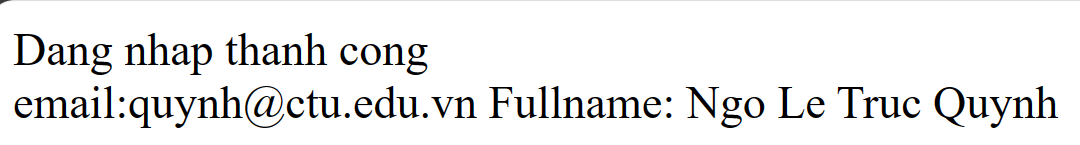 Dang nhap thanh cong
email:quynh@ctu.edu.vn Fullname: Ngo Le Truc Quynh